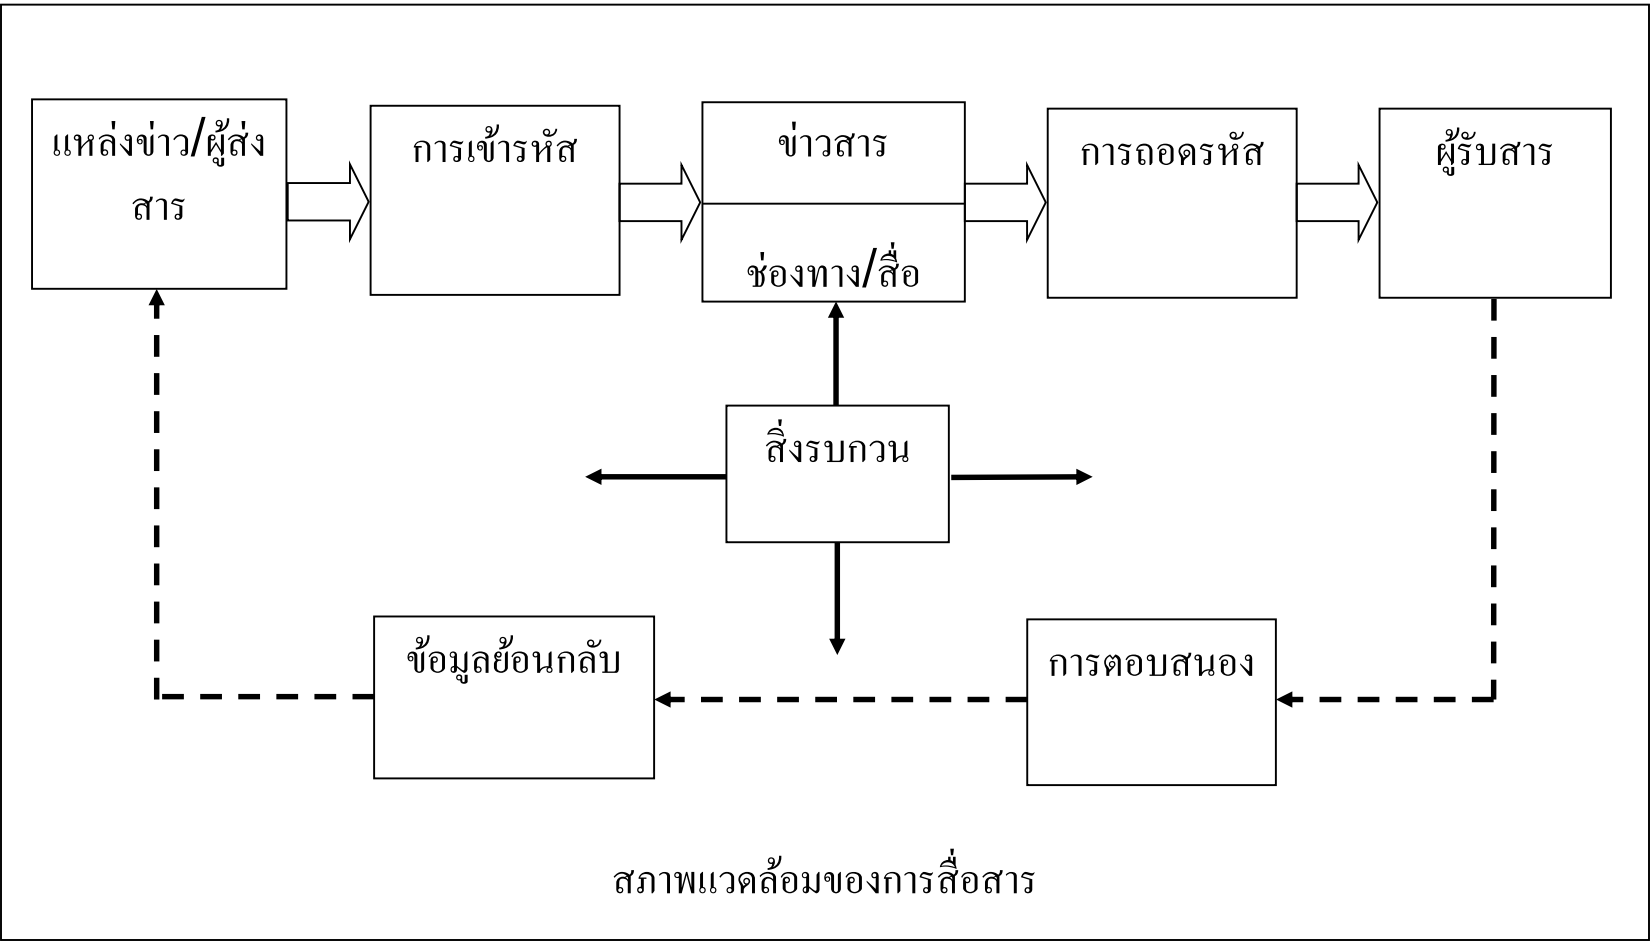 แหล่งข่าว/ผู้ส่ง
สาร
การเข้ารหัส
ข่าวสาร
ช่องทาง/สื่อ
การถอดรหัส
ผู้รับสาร
สิ่งรบกวน
ข้อมูลย้อนกลับ
การตอบสนอง
สภาพแวดล้อมของการสื่อสาร